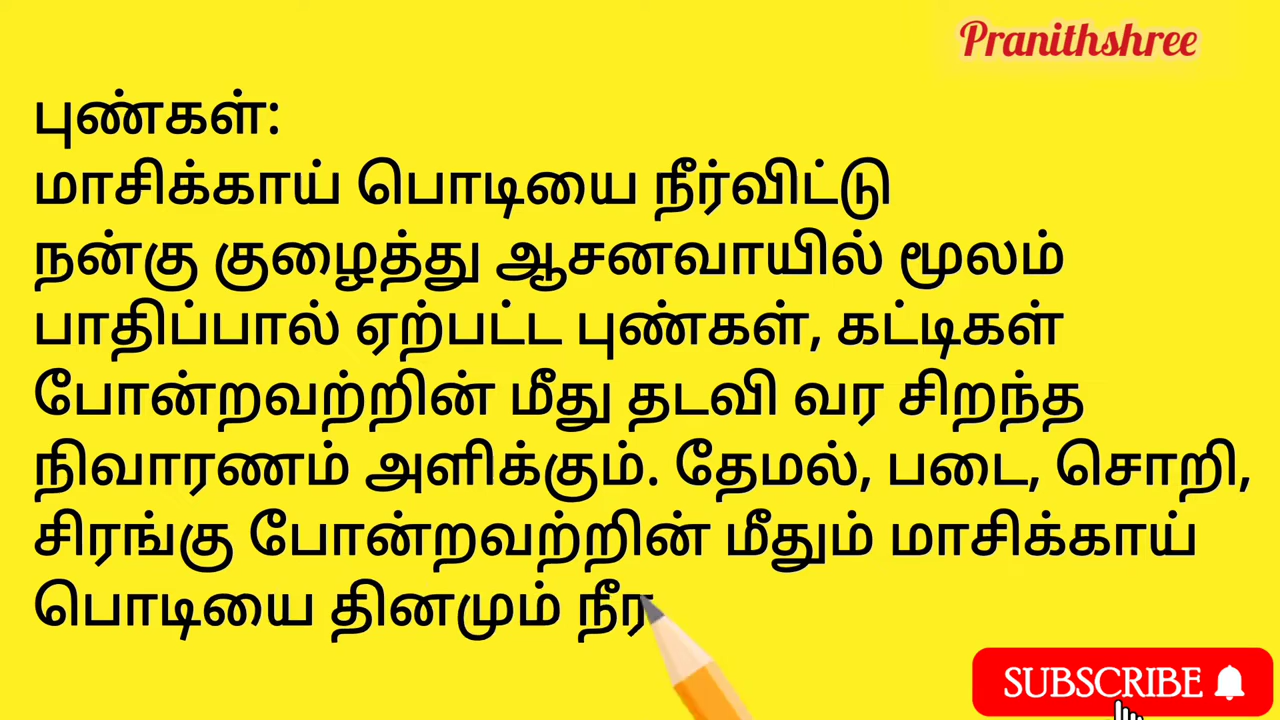 Pranithshree
புண்கள்:
மாசிக்காய் பொடியை நீர்விட்டு
நன்கு குழைத்து ஆசனவாயில் மூலம்
பாதிப்பால் ஏற்பட்ட புண்கள், கட்டிகள்
போன்றவற்றின் மீது தடவி வர சிறந்த
நிவாரணம் அளிக்கும். தேமல், படை, சொறி,
சிரங்கு போன்றவற்றின் மீதும் மாசிக்காய்
பொடியை தினமும் நீர
SUBSCRIBE